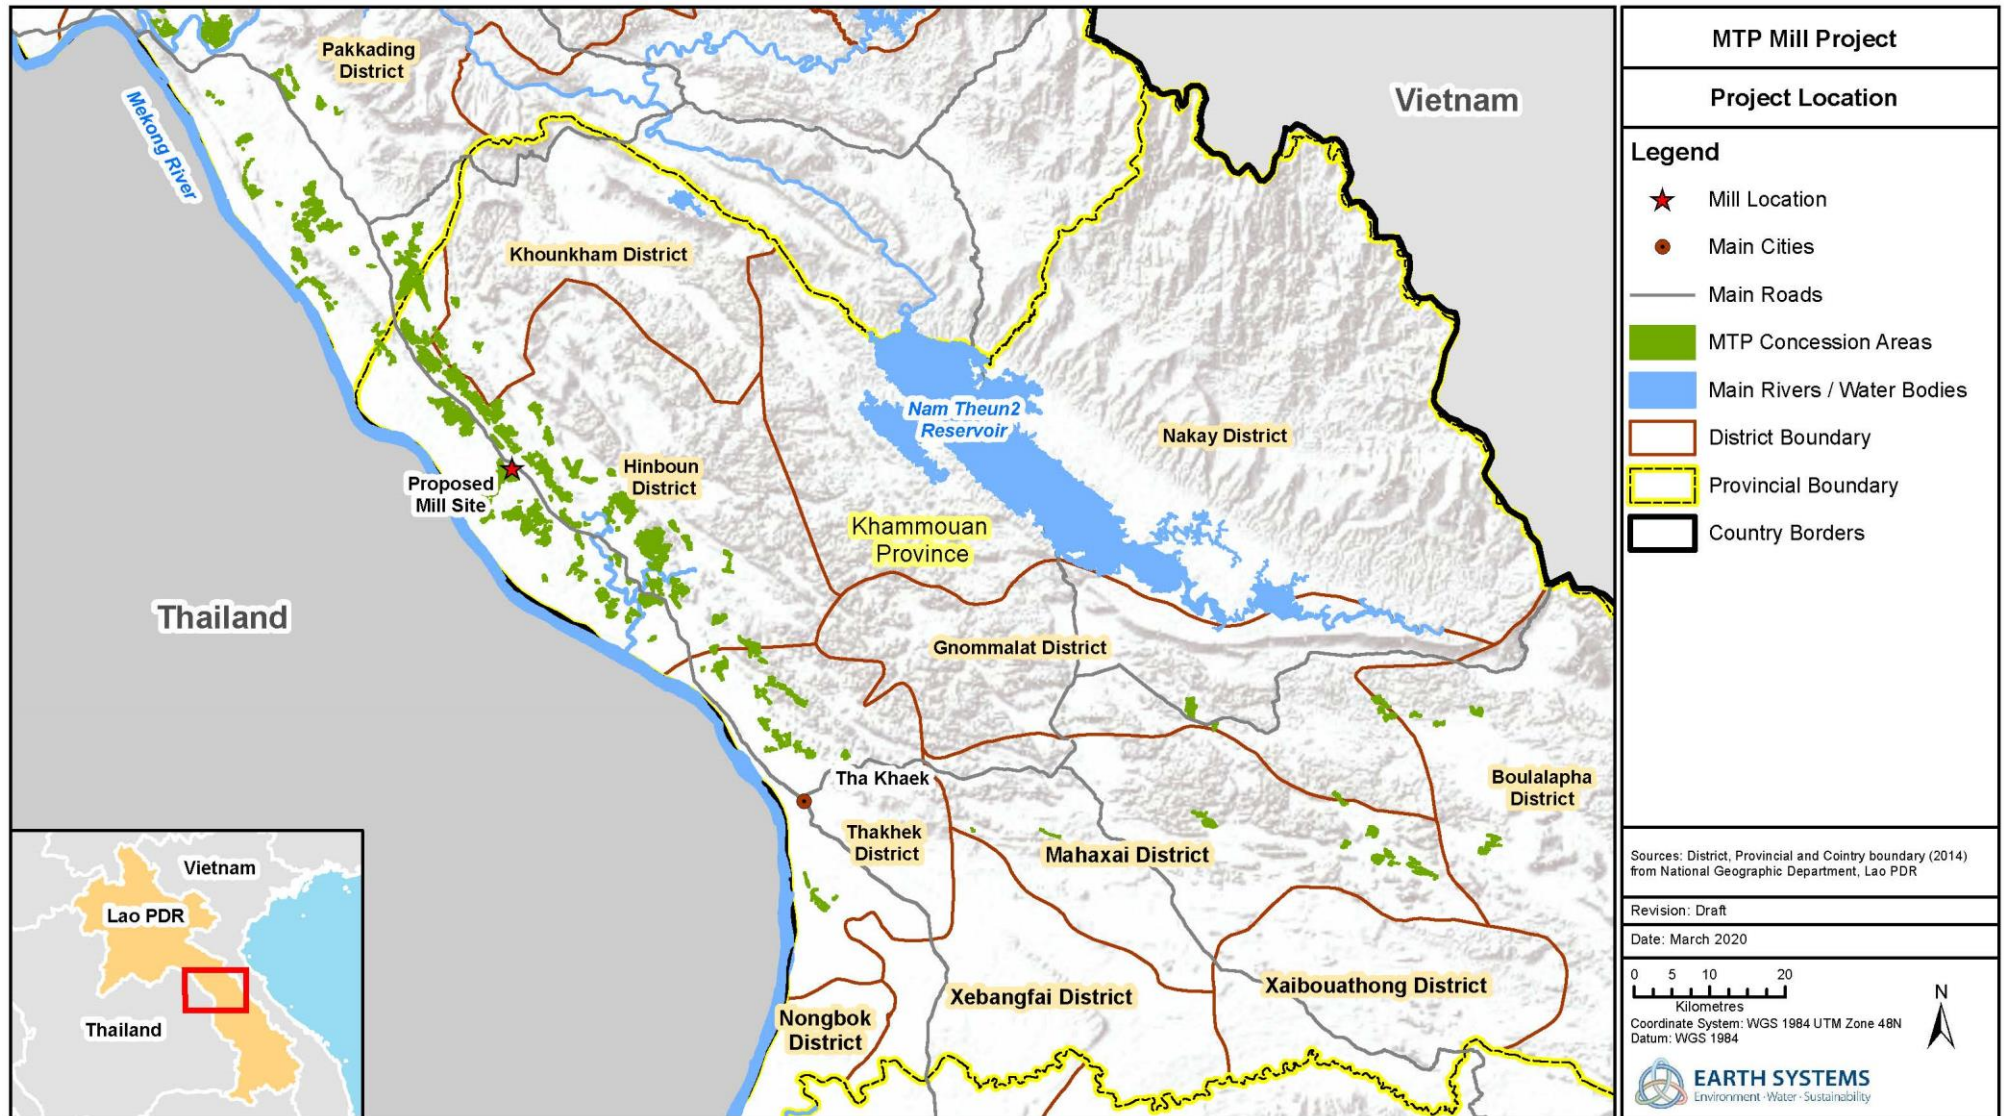 Pakkading
District
Mekong River
Vietnam
Khounkham District
Nam Theun2
Reservoir
Nakay District
Proposed
Mill Site
Hinboun
District
Khammouan
Province
Thailand
Gnommalat District
Tha Khaek
Boulalapha
District
Thakhek
District
Mahaxai District
Xebangfai District
Xaibouathong District
Nongbok
District
Vietnam
Lao PDR
Thailand
MTP Mill Project
Project Location
Legend
Mill Location
Main Cities
Main Roads
MTP Concession Areas
Main Rivers / Water Bodies
District Boundary
Provincial Boundary
Country Borders
Sources: District, Provincial and Cointry boundary (2014)
from National Geographic Department, Lao PDR
Revision: Draft
Date: March 2020
0 5 10 20
Kilometres
N
Coordinate System: WGS 1984 UTM Zone 48N
Datum: WGS 1984
EARTH SYSTEMS
Environment · Water · Sustainability